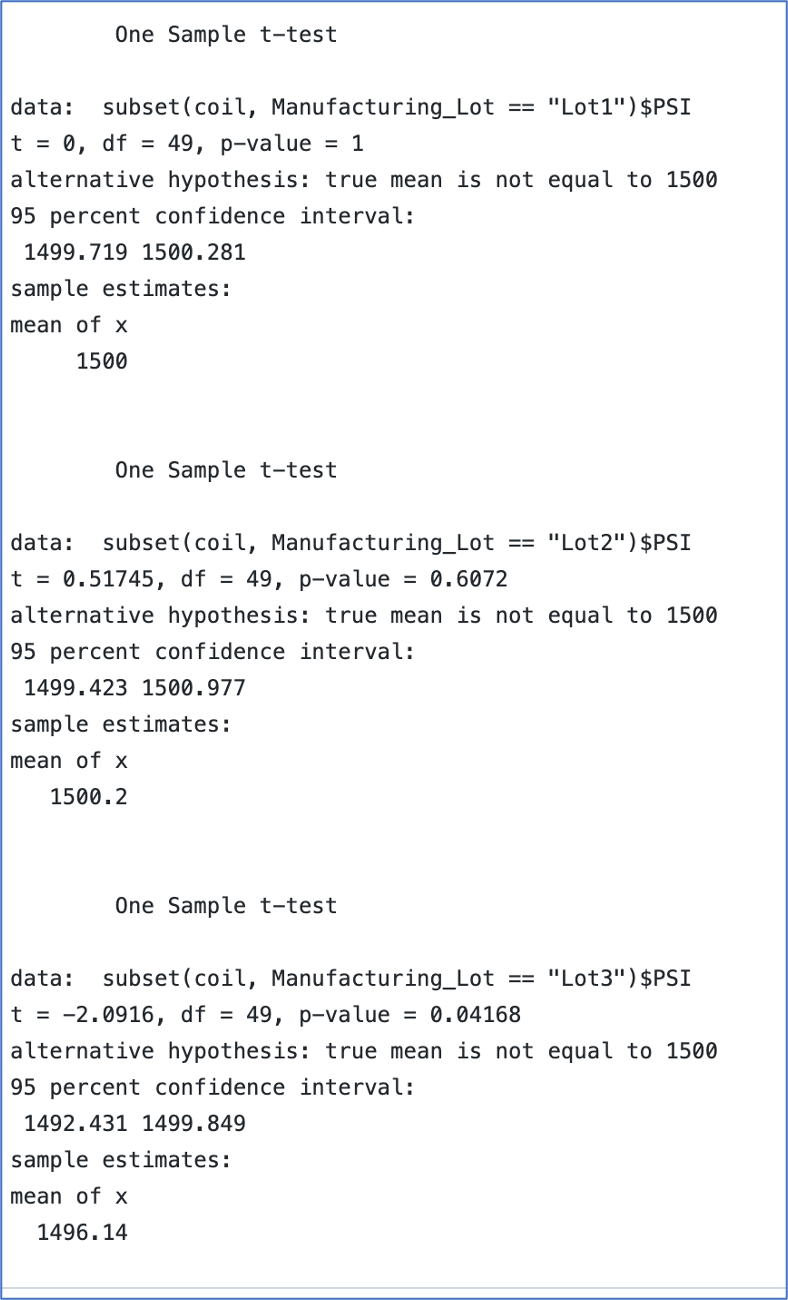 One Sample t-test
data:  subset(coil, Manufacturing_Lot == "Lot1")$PSI
t = 0, df = 49, p-value = 1
alternative hypothesis: true mean is not equal to 1500
95 percent confidence interval:
 1499.719 1500.281
sample estimates:
mean of x
     1500
One Sample t-test
data:  subset(coil, Manufacturing_Lot == "Lot2")$PSI
t = 0.51745, df = 49, p-value = 0.6072
alternative hypothesis: true mean is not equal to 1500
95 percent confidence interval:
 1499.423 1500.977
sample estimates:
mean of x
   1500.2
One Sample t-test
data:  subset(coil, Manufacturing_Lot == "Lot3")$PSI
t = -2.0916, df = 49, p-value = 0.04168
alternative hypothesis: true mean is not equal to 1500
95 percent confidence interval:
 1492.431 1499.849
sample estimates:
mean of x
  1496.14